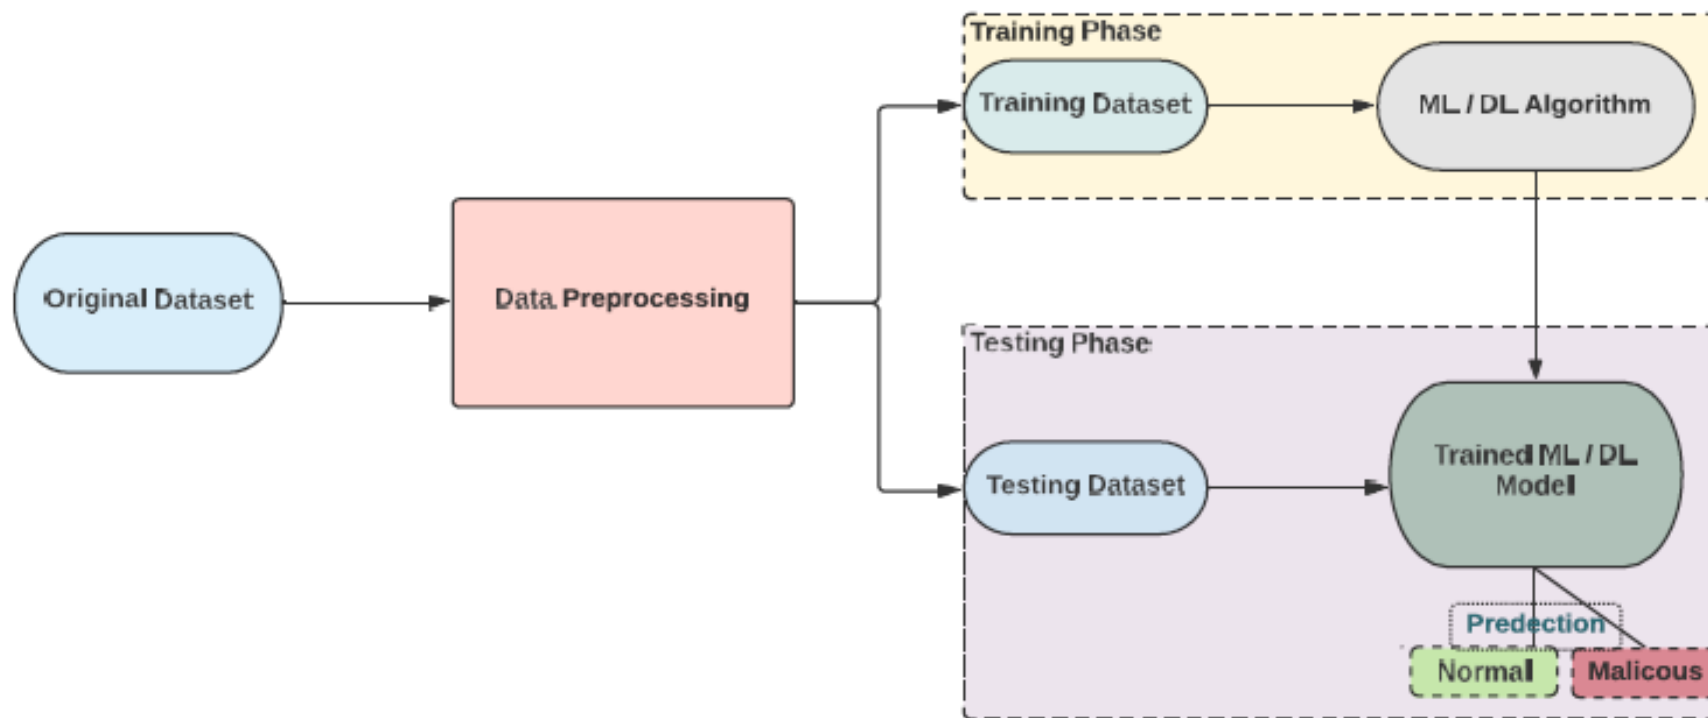 Training Phase
Training Dataset
ML / DL Algorithm
Original Dataset
Data Preprocessing
Testing Phase
Testing Dataset
Trained ML / DL
Model
Predection
Normal
Malicous